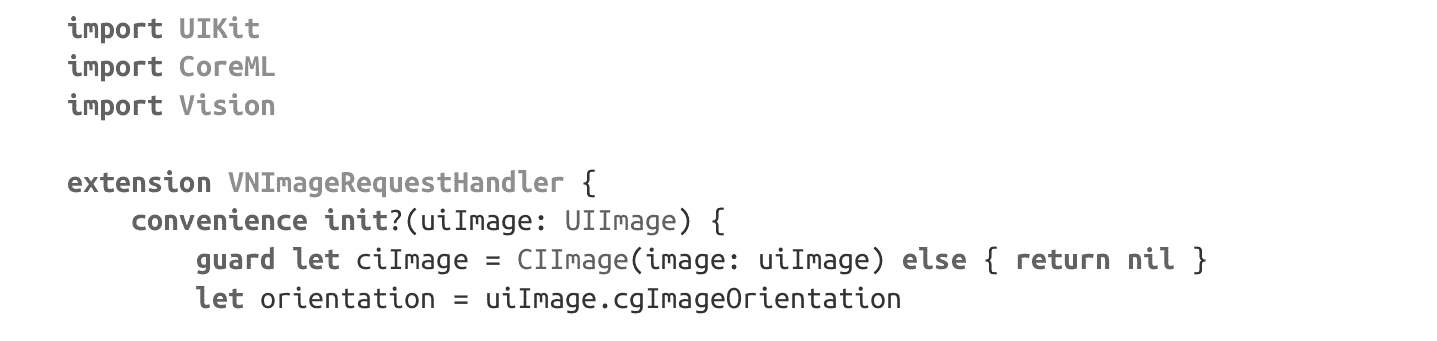 import UIKit
import CoreML
import Vision
extension VNImageRequestHandler {
convenience init?(uiImage: UIImage) {
guard let ciImage = CIImage(image: uiImage) else { return nil }
let orientation = uiImage.cgImageOrientation